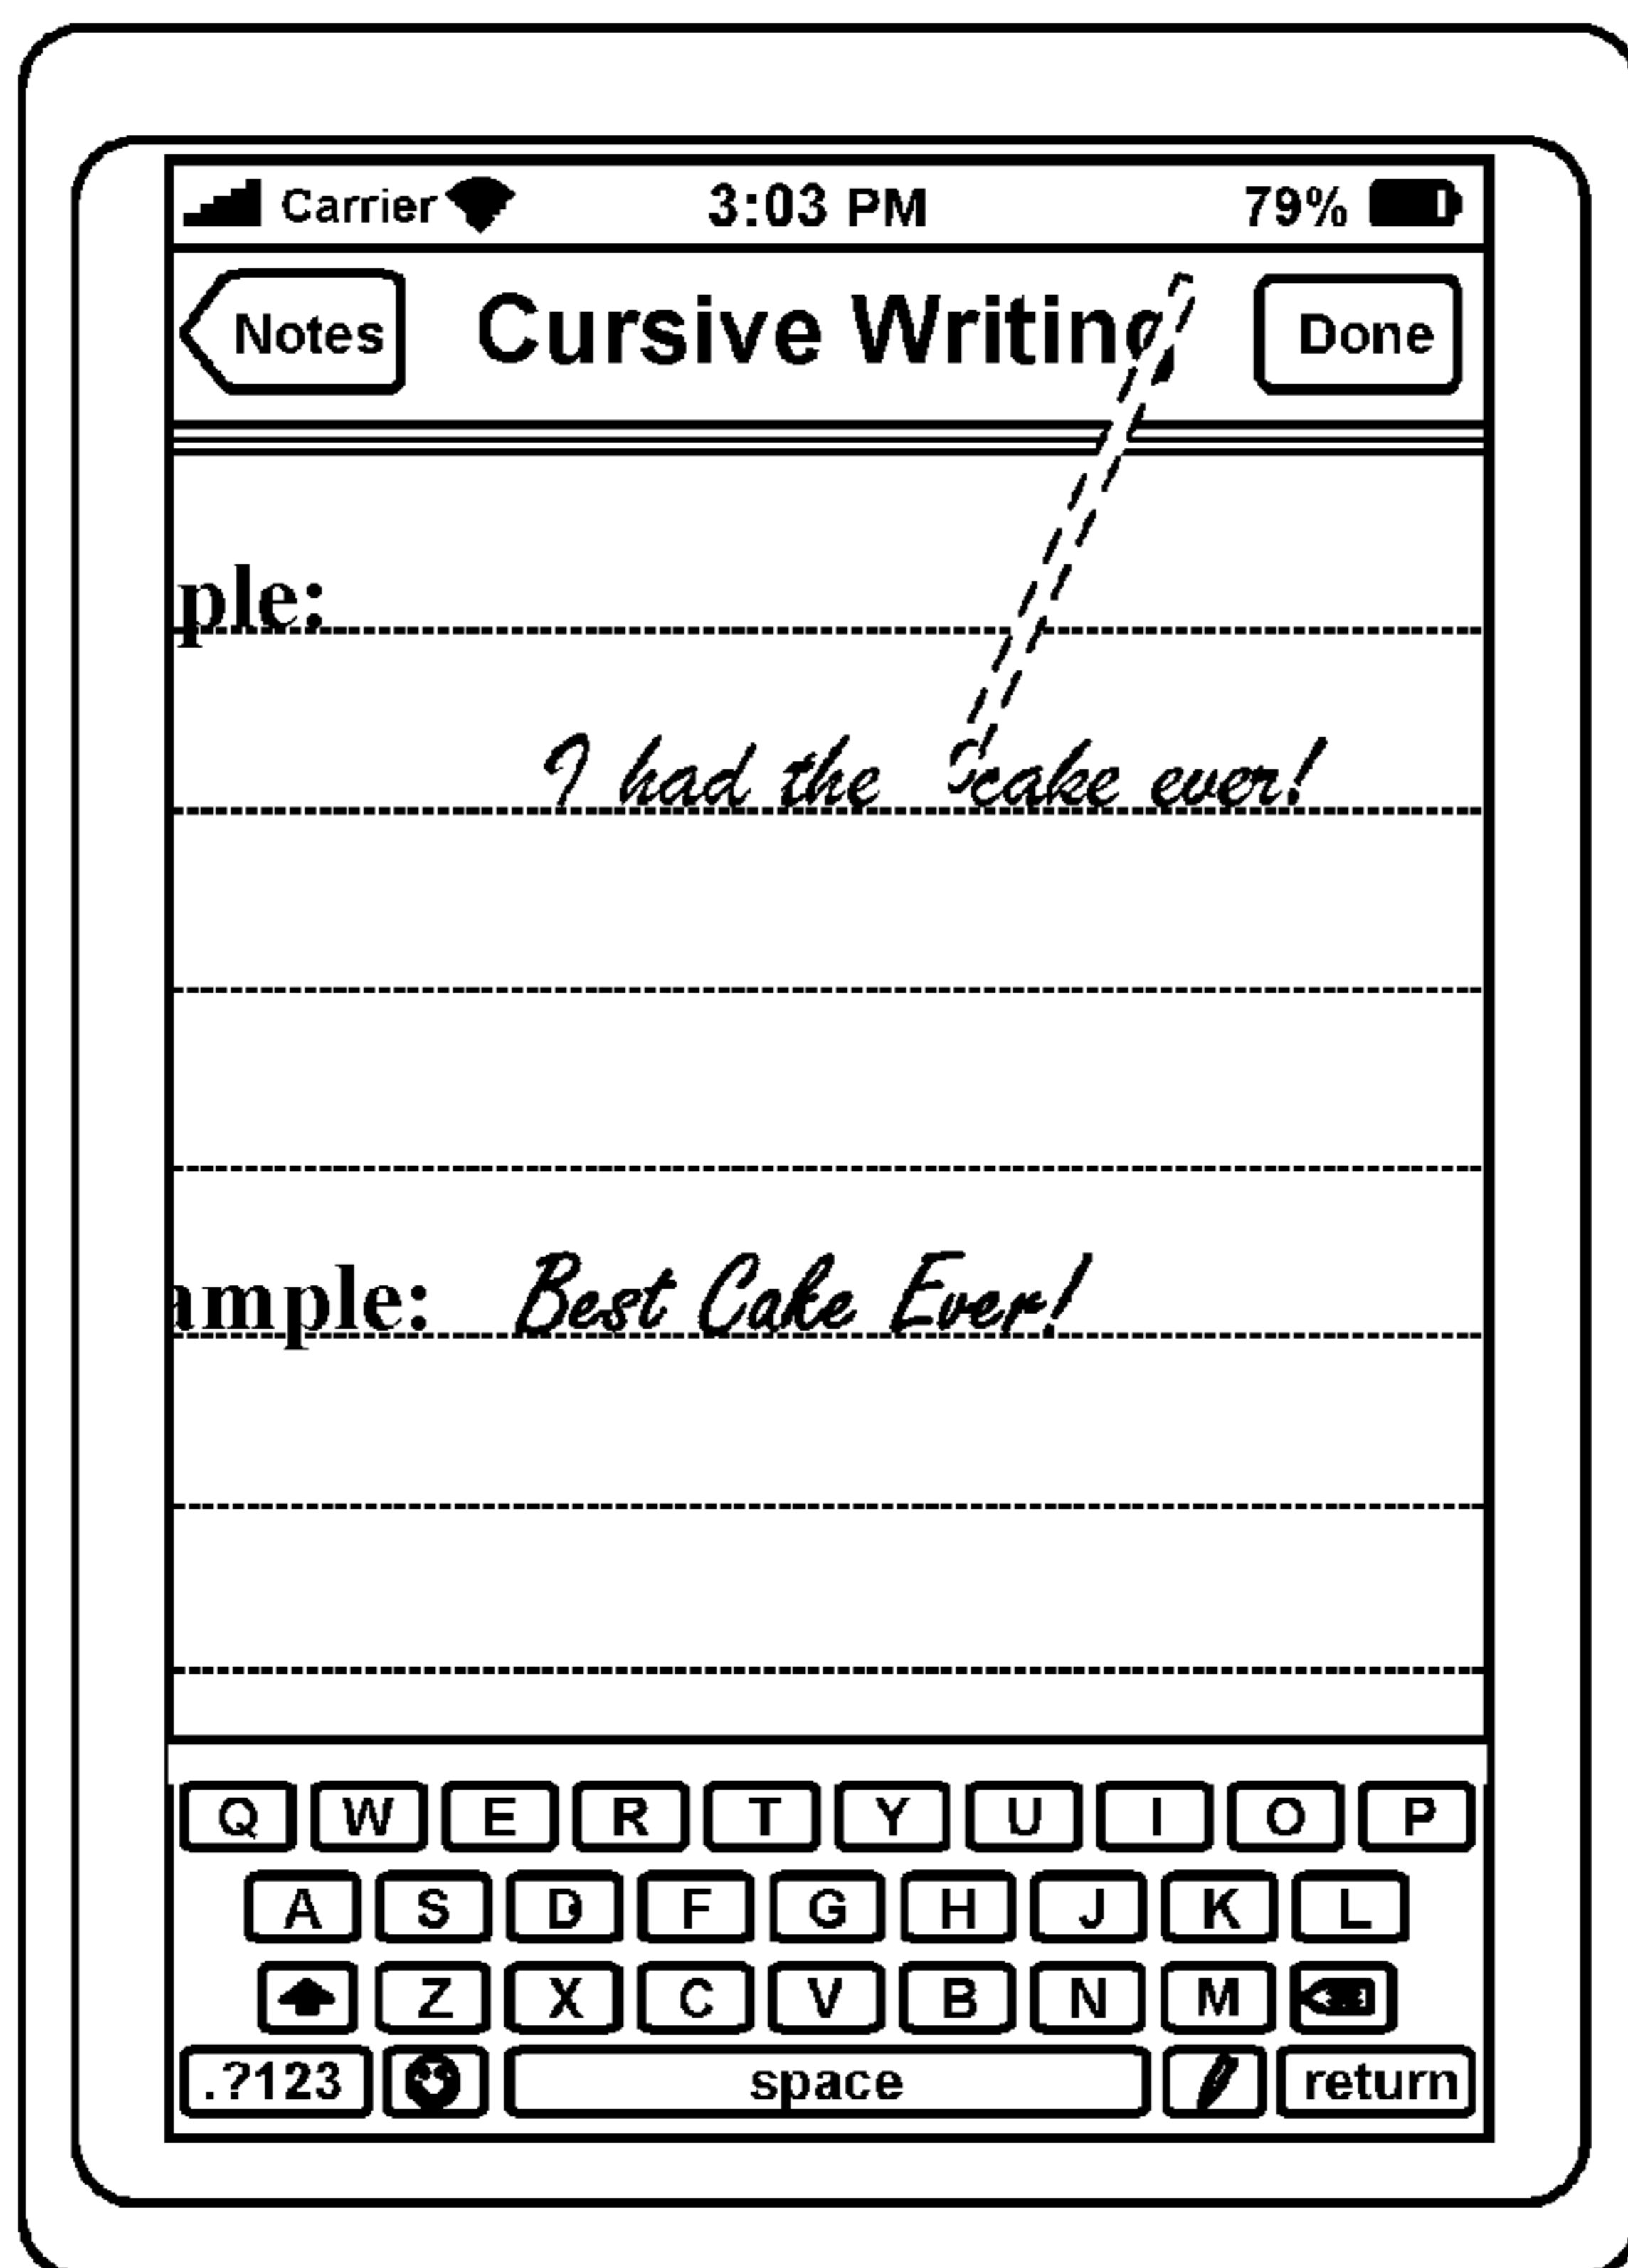 Carrier 3:03 PM 79%
Notes Cursive Writing Done
ple:
I had the cake ever!
ample: Best Cake Ever!
Q W E R T Y U I O P
A S D F G H J K L
Z X C V B N M
.?123 space return